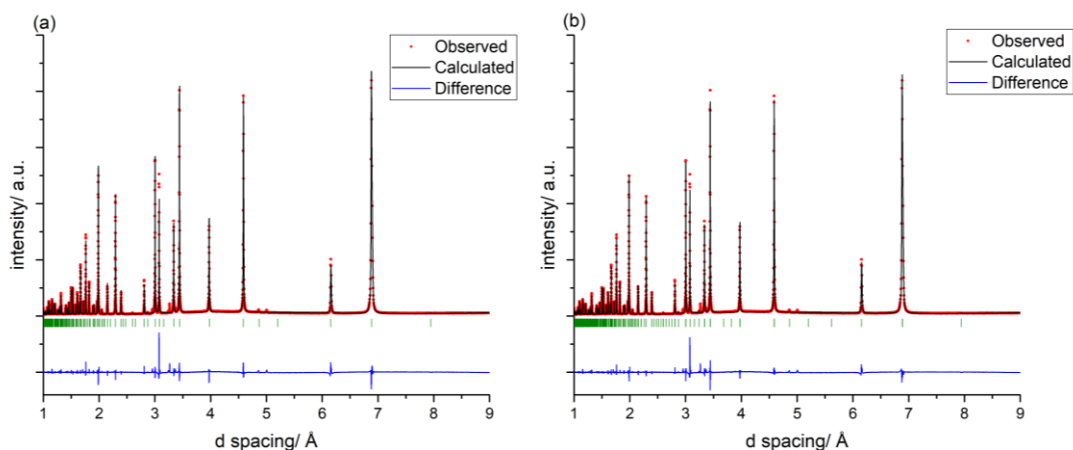 (a)
Observed
Calculated
Difference
intensity/ a.u.
1 2 3 4 5 6 7 8 9
d spacing/ Å
(b)
Observed
Calculated
Difference
intensity/ a.u.
1 2 3 4 5 6 7 8 9
d spacing/ Å